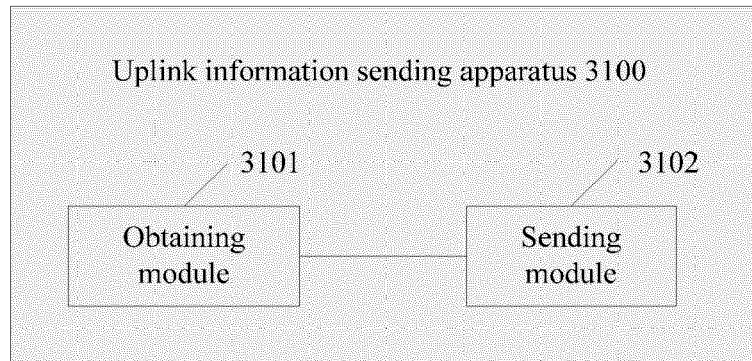 Uplink information sending apparatus 3100
3101
3102
Obtaining
module
Sending
module